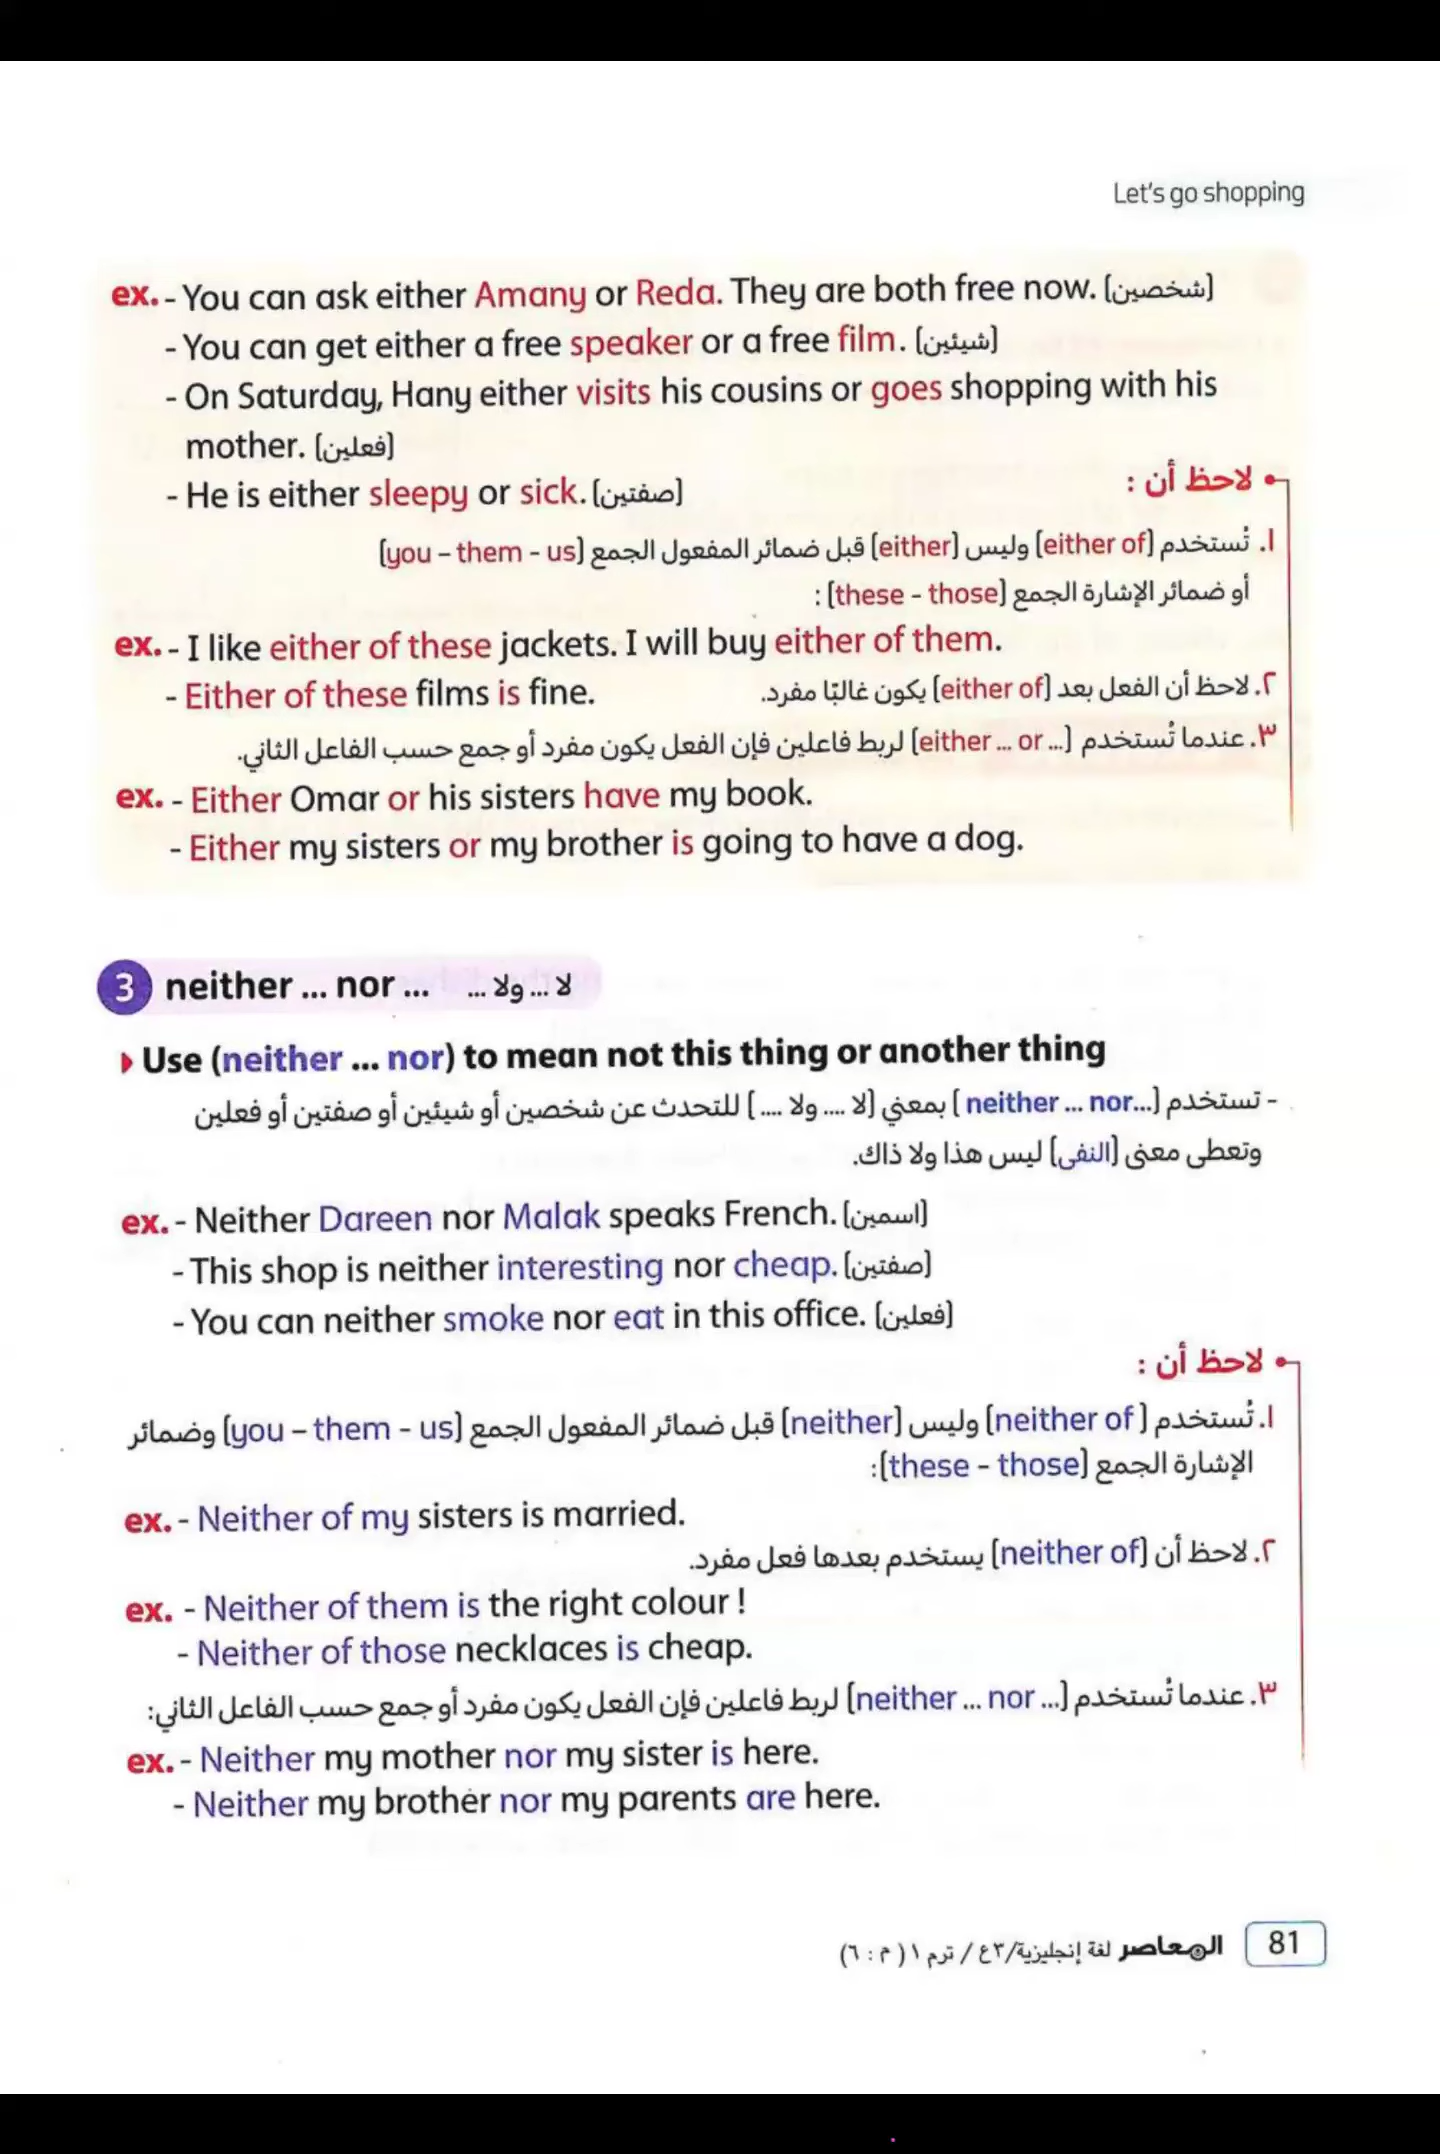 Let's go shopping
ex. - You can ask either Amany or Reda. They are both free now. [شخصين]
- You can get either a free speaker or a free film. [شيئين]
- On Saturday, Hany either visits his cousins or goes shopping with his
mother. [فعلين]
- He is either sleepy or sick. [صفتين]
لاحظ أن :
١. تُستخدم [either of] وليس [either] قبل ضمائر المفعول الجمع [you – them - us]
أو ضمائر الإشارة الجمع [these - those] :
ex. - I like either of these jackets. I will buy either of them.
- Either of these films is fine.
٢. لاحظ أن الفعل بعد [either of] يكون غالبًا مفرد.
٣. عندما تُستخدم [either ... or ...] لربط فاعلين فإن الفعل يكون مفرد أو جمع حسب الفاعل الثاني.
ex. - Either Omar or his sisters have my book.
- Either my sisters or my brother is going to have a dog.
3 neither ... nor ... لا ... ولا ...
Use (neither ... nor) to mean not this thing or another thing
- تستخدم [neither ... nor...] بمعني [لا .... ولا ....] للتحدث عن شخصين أو شيئين أو صفتين أو فعلين
وتعطى معنى [النفى] ليس هذا ولا ذاك.
ex. - Neither Dareen nor Malak speaks French. [اسمين]
- This shop is neither interesting nor cheap. [صفتين]
- You can neither smoke nor eat in this office. [فعلين]
لاحظ أن :
١. تُستخدم [neither of] وليس [neither] قبل ضمائر المفعول الجمع [you – them - us] وضمائر
الإشارة الجمع [these - those]:
ex. - Neither of my sisters is married.
٢. لاحظ أن [neither of] يستخدم بعدها فعل مفرد.
ex. - Neither of them is the right colour !
- Neither of those necklaces is cheap.
٣. عندما تُستخدم [neither ... nor ...] لربط فاعلين فإن الفعل يكون مفرد أو جمع حسب الفاعل الثاني:
ex. - Neither my mother nor my sister is here.
- Neither my brother nor my parents are here.
المعاصر لغة إنجليزية/٣ع / ترم ١ (م : ٦) 81